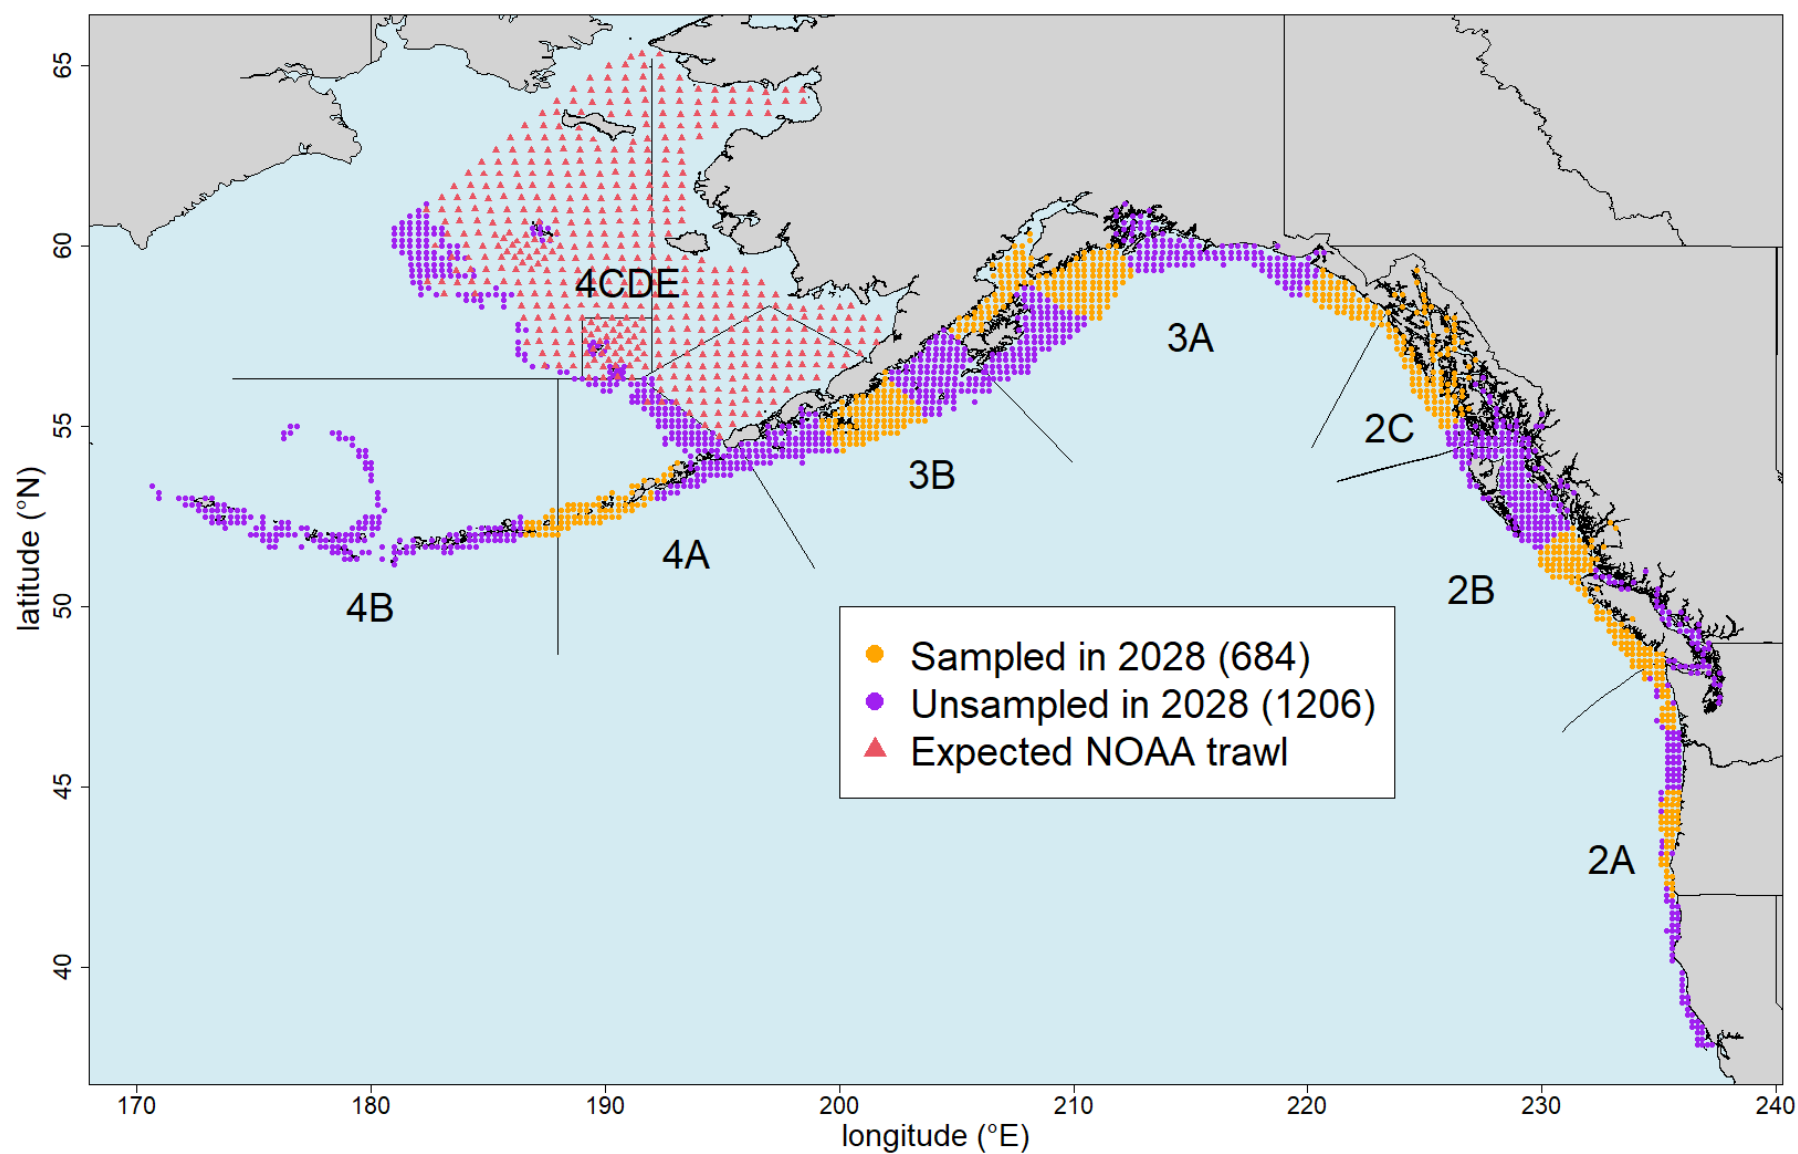 65
60
55
50
45
40
latitude (°N)
4CDE
3A
2C
3B
4A
2B
4B
2A
Sampled in 2028 (684)
Unsampled in 2028 (1206)
Expected NOAA trawl
170
180
190
200
210
220
230
240
longitude (°E)